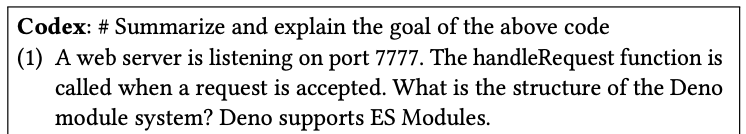 Codex: # Summarize and explain the goal of the above code
(1) A web server is listening on port 7777. The handleRequest function is
called when a request is accepted. What is the structure of the Deno
module system? Deno supports ES Modules.